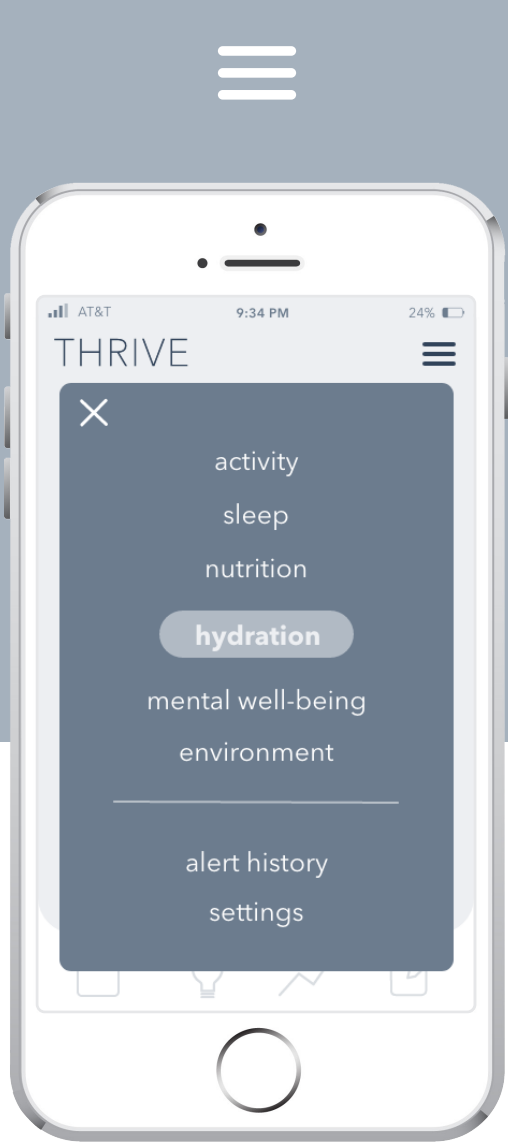 AT&T 9:34 PM 24%
THRIVE
activity
sleep
nutrition
hydration
mental well-being
environment
alert history
settings